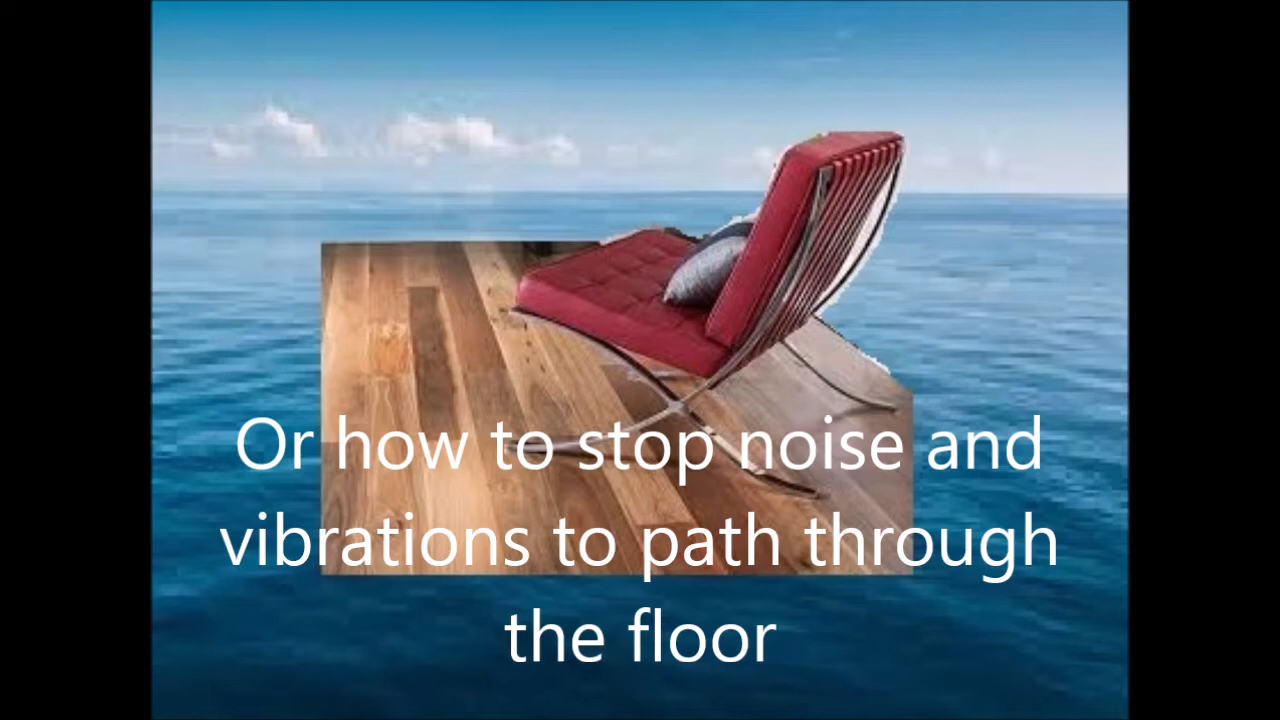 Or how to stop noise and
vibrations to path through
the floor